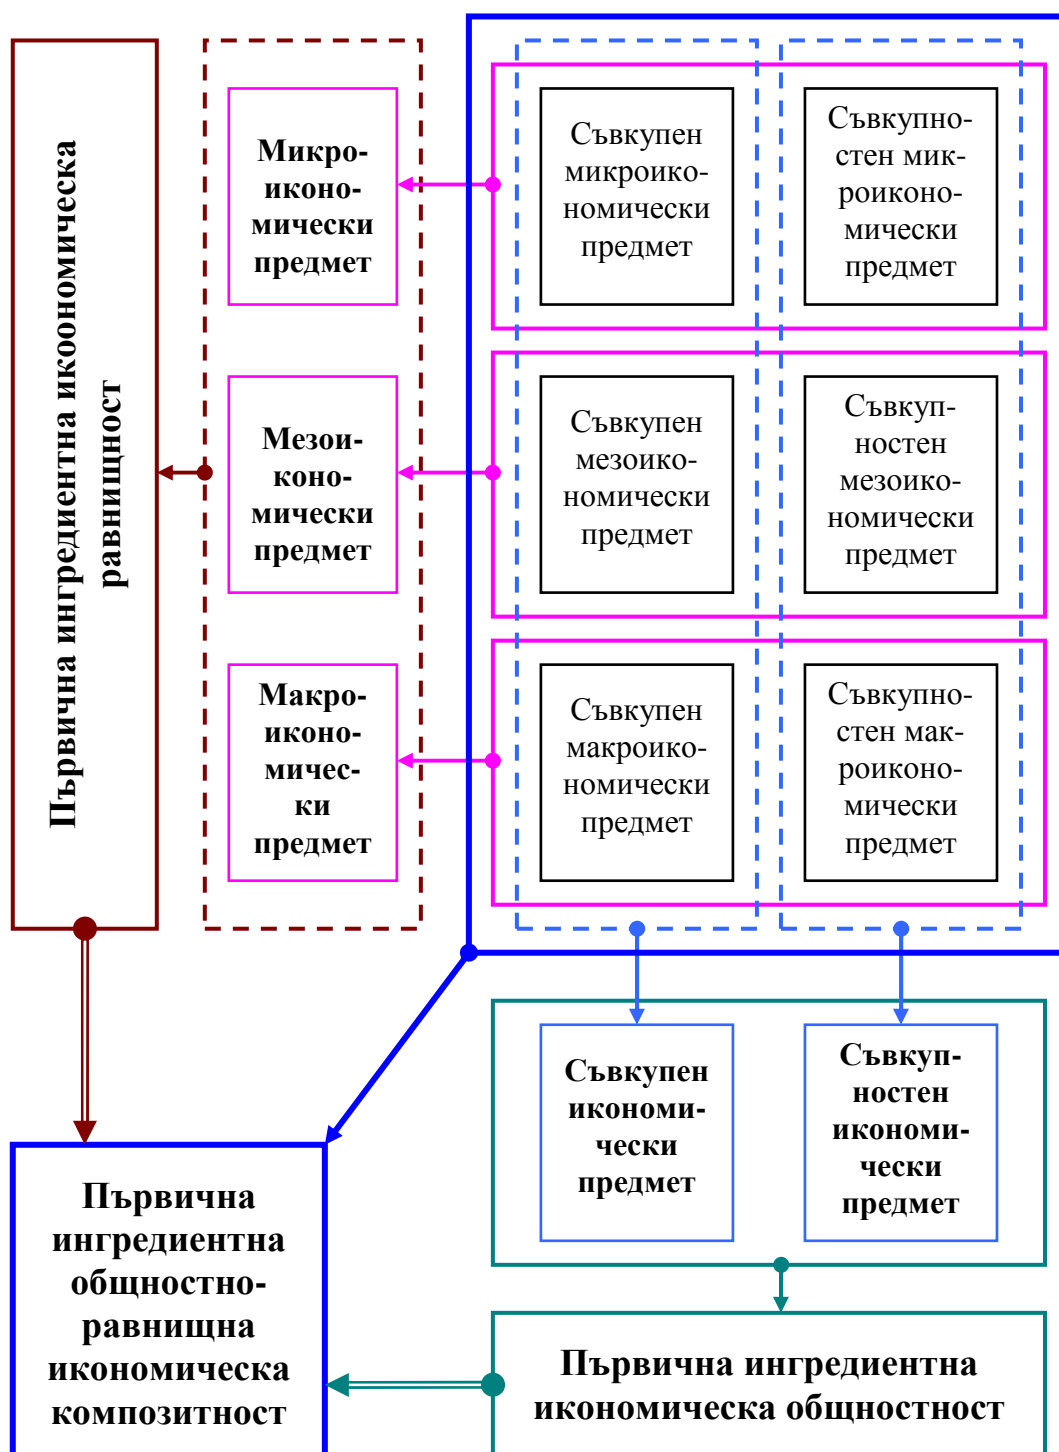 Първична ингредиентна икоономическа
равнищност
Микро-
иконо-
мически
предмет
Съвкупен
микроико-
номически
предмет
Съвкупно-
стен мик-
роиконо-
мически
предмет
Мезои-
коно-
мически
предмет
Съвкупен
мезоико-
номически
предмет
Съвкуп-
ностен
мезоико-
номически
предмет
Макро-
иконо-
мичес-
ки
предмет
Съвкупен
макроико-
номически
предмет
Съвкупно-
стен мак-
роиконо-
мически
предмет
Съвкупен
икономи-
чески
предмет
Съвкуп-
ностен
икономи-
чески
предмет
Първична
ингредиентна
общностно-
равнищна
икономическа
композитност
Първична ингредиентна
икономическа общностност